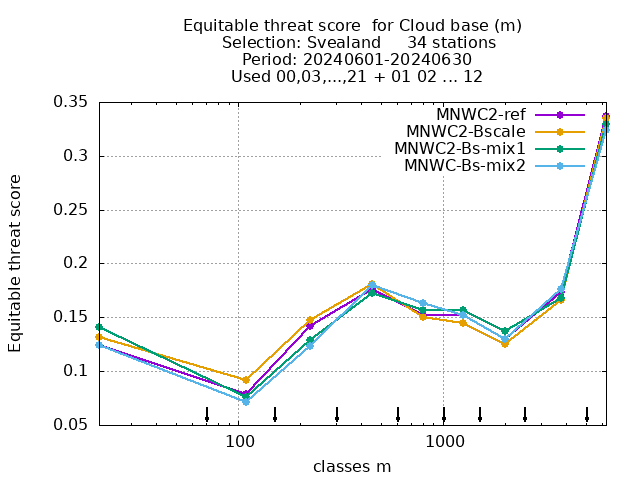 Equitable threat score  for Cloud base (m)
Selection: Svealand     34 stations
Period: 20240601-20240630
Used 00,03,...,21 + 01 02 ... 12
MNWC2-ref
MNWC2-Bscale
MNWC2-Bs-mix1
MNWC-Bs-mix2
Equitable threat score
0.35
0.3
0.25
0.2
0.15
0.1
0.05
100
1000
classes m